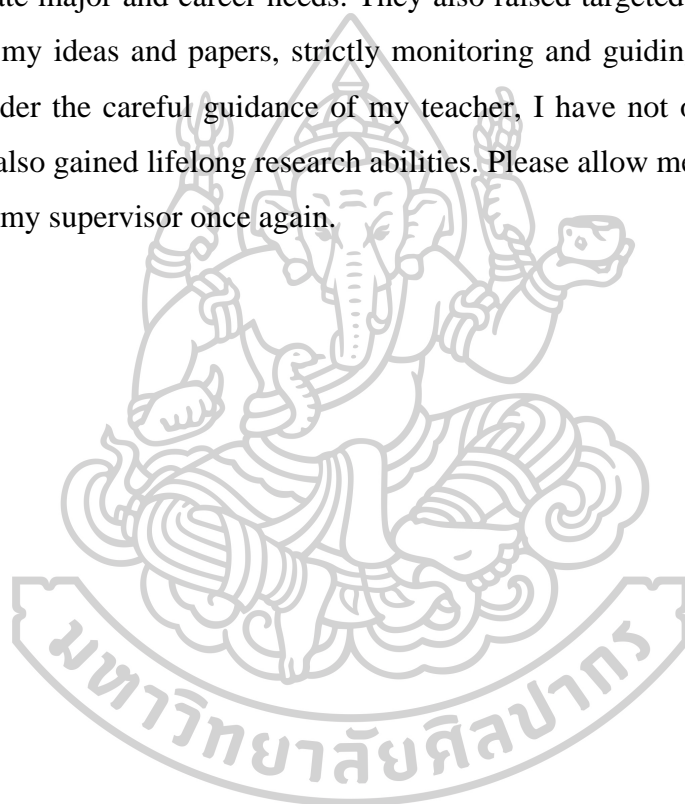 ate major and career needs. They also raised targeted
my ideas and papers, strictly monitoring and guidin
der the careful guidance of my teacher, I have not o
also gained lifelong research abilities. Please allow me
my supervisor once again.
มหาวิทยาลัยศิลปากร